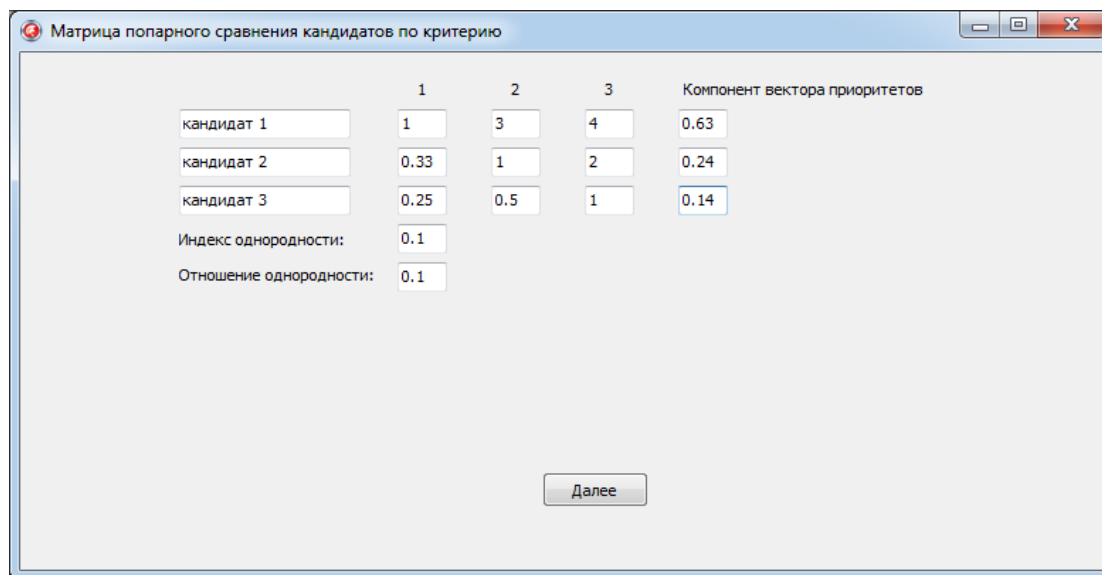 Матрица попарного сравнения кандидатов по критерию
1 2 3 Компонент вектора приоритетов
кандидат 1 1 3 4 0.63
кандидат 2 0.33 1 2 0.24
кандидат 3 0.25 0.5 1 0.14
Индекс однородности: 0.1
Отношение однородности: 0.1
Далее